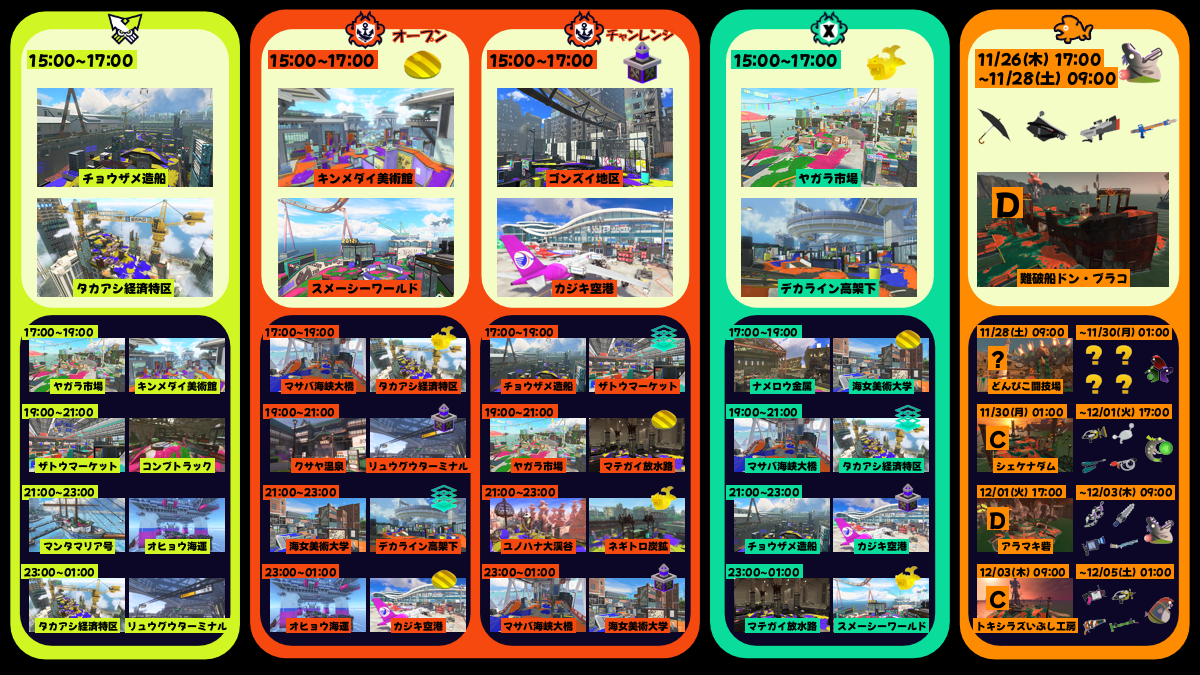 15:00~17:00
チョウザメ造船
タカアシ経済特区
17:00~19:00
ヤガラ市場
キンメダイ美術館
19:00~21:00
ザトウマーケット
コンブトラック
21:00~23:00
マンタマリア号
オヒョウ海運
23:00~01:00
タカアシ経済特区
リュウグウターミナル
オープン
15:00~17:00
キンメダイ美術館
スメーシーワールド
17:00~19:00
マサバ海峡大橋
タカアシ経済特区
19:00~21:00
クサヤ温泉
リュウグウターミナル
21:00~23:00
海女美術大学
デカライン高架下
23:00~01:00
オヒョウ海運
カジキ空港
チャレンジ
15:00~17:00
ゴンズイ地区
カジキ空港
17:00~19:00
チョウザメ造船
ザトウマーケット
19:00~21:00
ヤガラ市場
マテガイ放水路
21:00~23:00
ユノハナ大渓谷
ネギトロ炭鉱
23:00~01:00
マサバ海峡大橋
海女美術大学
X
15:00~17:00
ヤガラ市場
デカライン高架下
17:00~19:00
ナメロウ金属
海女美術大学
19:00~21:00
マサバ海峡大橋
タカアシ経済特区
21:00~23:00
チョウザメ造船
カジキ空港
23:00~01:00
マテガイ放水路
スメーシーワールド
11/26(木) 17:00
~11/28(土) 09:00
D
難破船ドン・ブラコ
11/28(土) 09:00 ~11/30(月) 01:00
?
? ?
? ?
どんぴこ闘技場
11/30(月) 01:00 ~12/01(火) 17:00
C
シェケナダム
12/01(火) 17:00 ~12/03(木) 09:00
D
アラマキ砦
12/03(木) 09:00 ~12/05(土) 01:00
C
トキシラズいぶし工房